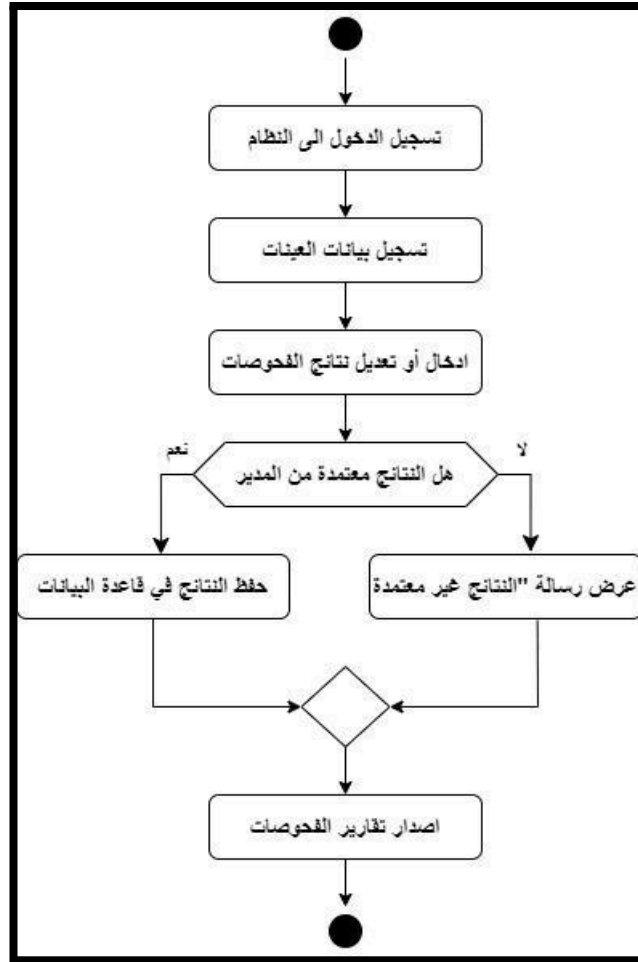 تسجيل الدخول الى النظام
تسجيل بيانات العينات
ادخال أو تعديل نتائج الفحوصات
هل النتائج معتمدة من المدير
لا
نعم
عرض رسالة "النتائج غير معتمدة
حفظ النتائج في قاعدة البيانات
اصدار تقارير الفحوصات